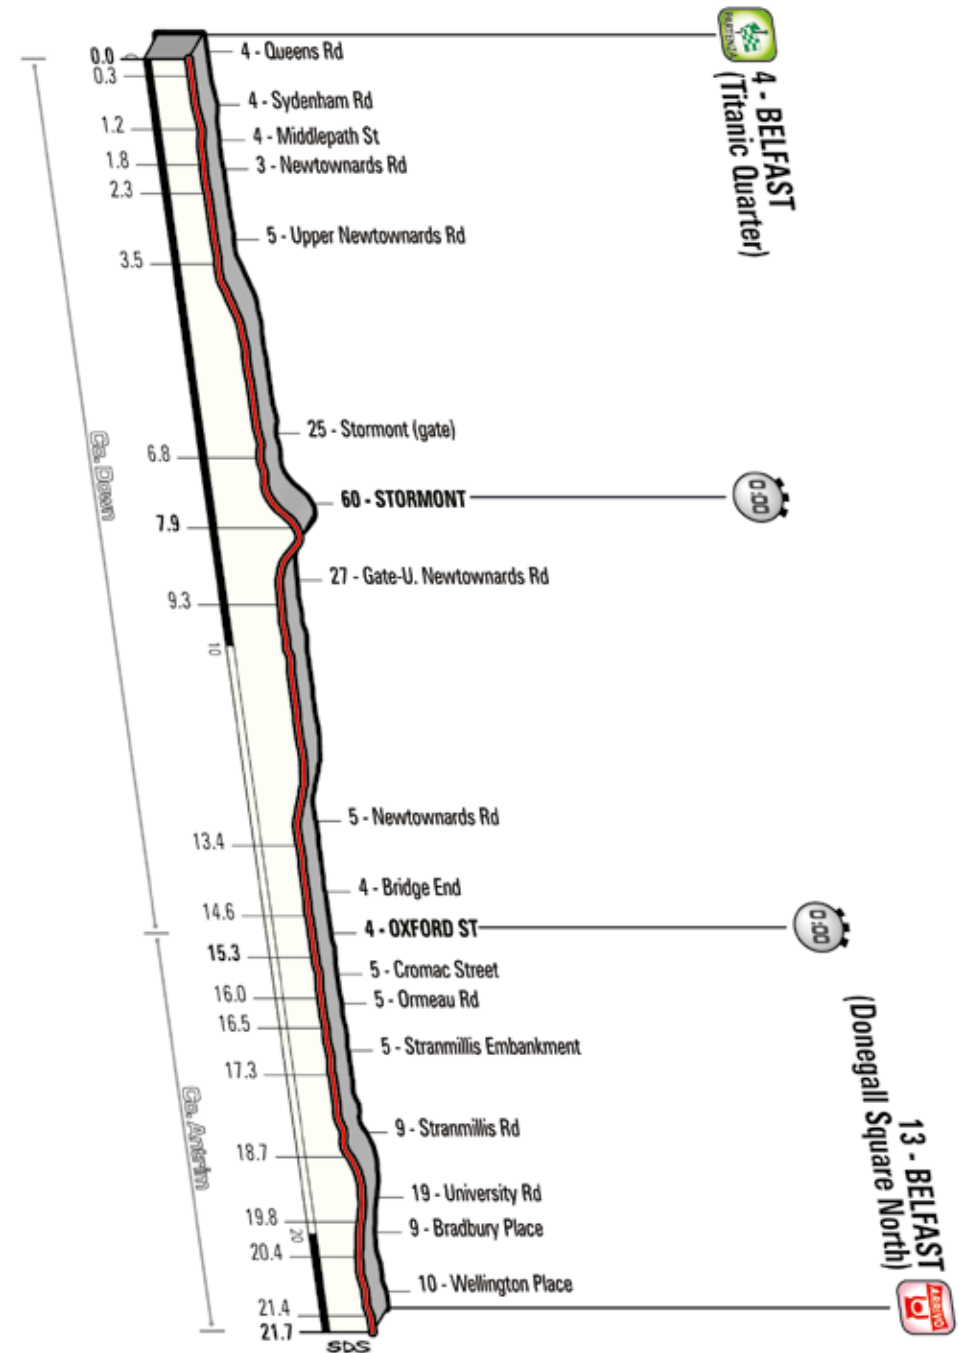 PARTENZA
4 - BELFAST
(Titanic Quarter)
0.0
4 - Queens Rd
0.3
4 - Sydenham Rd
1.2
4 - Middlepath St
1.8
3 - Newtownards Rd
2.3
5 - Upper Newtownards Rd
3.5
25 - Stormont (gate)
6.8
60 - STORMONT
0:00
7.9
27 - Gate-U. Newtownards Rd
9.3
10
Co. Down
5 - Newtownards Rd
13.4
4 - Bridge End
14.6
4 - OXFORD ST
0:00
15.3
5 - Cromac Street
16.0
5 - Ormeau Rd
16.5
5 - Stranmillis Embankment
17.3
9 - Stranmillis Rd
18.7
Co. Antrim
19 - University Rd
19.8
9 - Bradbury Place
20
20.4
10 - Wellington Place
21.4
21.7
SDS
13 - BELFAST
(Donegall Square North)
ARRIVO